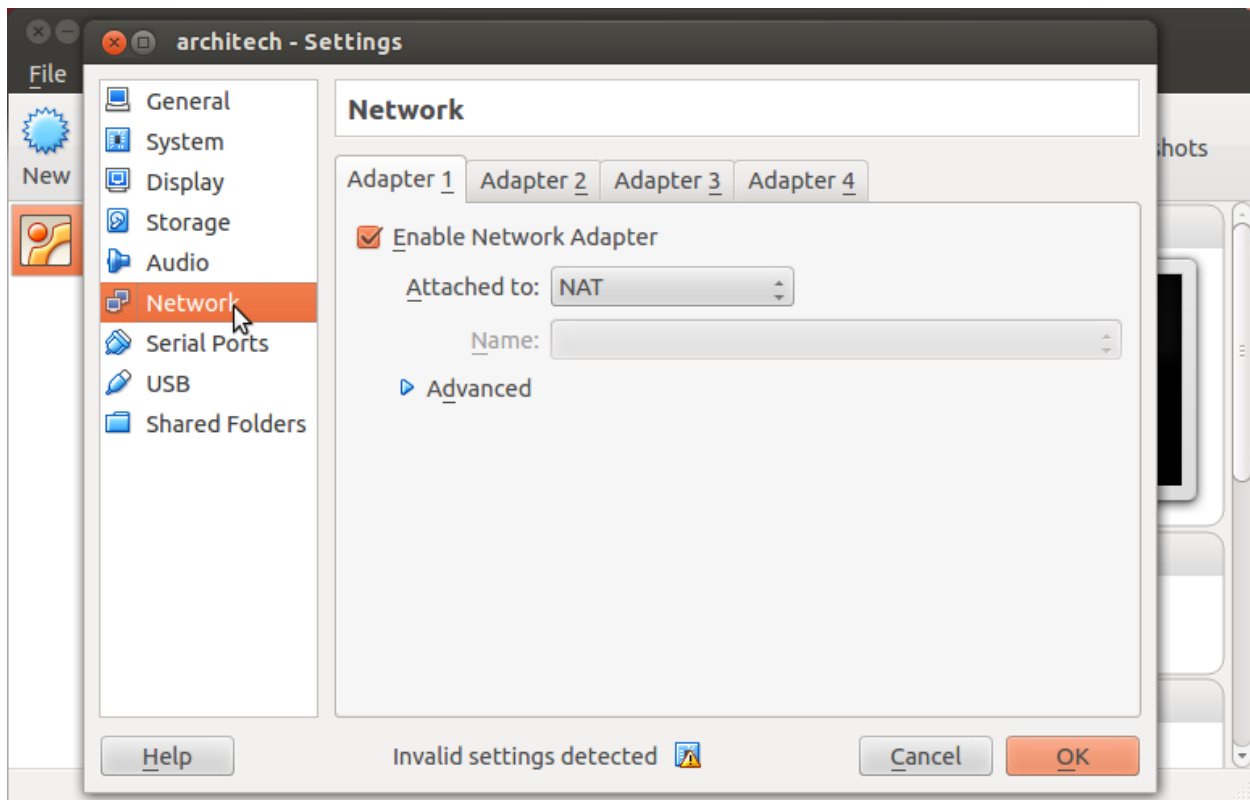 architech - Settings
File
New
shots
General
System
Display
Storage
Audio
Network
Serial Ports
USB
Shared Folders
Network
Adapter 1 Adapter 2 Adapter 3 Adapter 4
Enable Network Adapter
Attached to: NAT
Name:
Advanced
Help Invalid settings detected Cancel OK